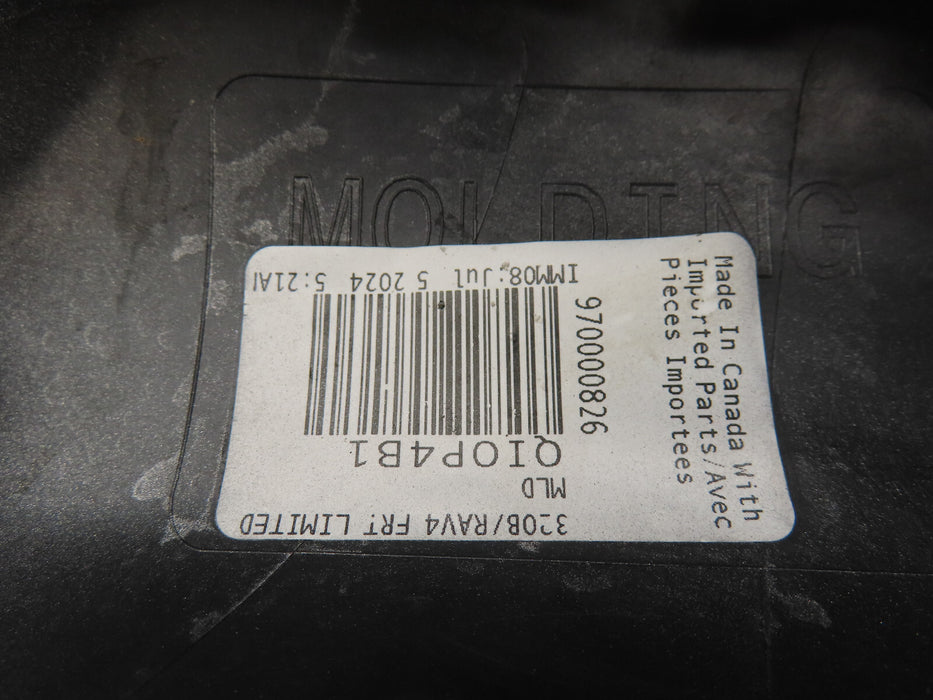 MOLDING
320B/RAV4 FRT LIMITED
MLD
QIOP4B1
IMM08:Jul 5 2024 5:21A
970000826
Made In Canada With
Imported Parts/Avec
Pieces Importees